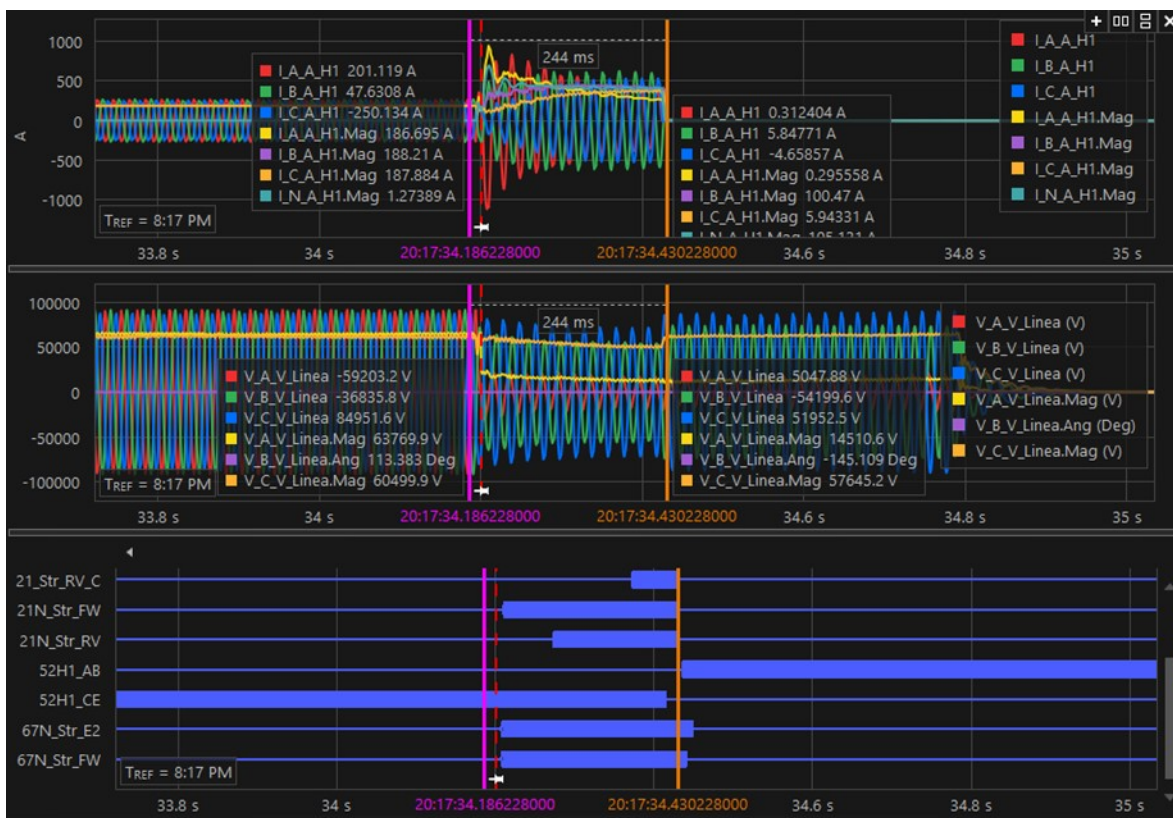 1000
500
0
-500
-1000
A
244 ms
I_A_A_H1 201.119 A
I_B_A_H1 47.6308 A
I_C_A_H1 -250.134 A
I_A_A_H1.Mag 186.695 A
I_B_A_H1.Mag 188.21 A
I_C_A_H1.Mag 187.884 A
I_N_A_H1.Mag 1.27389 A
I_A_A_H1 0.312404 A
I_B_A_H1 5.84771 A
I_C_A_H1 -4.65857 A
I_A_A_H1.Mag 0.295558 A
I_B_A_H1.Mag 100.47 A
I_C_A_H1.Mag 5.94331 A
I_A_A_H1
I_B_A_H1
I_C_A_H1
I_A_A_H1.Mag
I_B_A_H1.Mag
I_C_A_H1.Mag
I_N_A_H1.Mag
TREF = 8:17 PM
33.8 s 34 s 20:17:34.186228000 20:17:34.430228000 34.6 s 34.8 s 35 s
100000
50000
0
-50000
-100000
244 ms
V_A_V_Linea -59203.2 V
V_B_V_Linea -36835.8 V
V_C_V_Linea 84951.6 V
V_A_V_Linea.Mag 63769.9 V
V_B_V_Linea.Ang 113.383 Deg
V_C_V_Linea.Mag 60499.9 V
V_A_V_Linea 5047.88 V
V_B_V_Linea -54199.6 V
V_C_V_Linea 51952.5 V
V_A_V_Linea.Mag 14510.6 V
V_B_V_Linea.Ang -145.109 Deg
V_C_V_Linea.Mag 57645.2 V
V_A_V_Linea (V)
V_B_V_Linea (V)
V_C_V_Linea (V)
V_A_V_Linea.Mag (V)
V_B_V_Linea.Ang (Deg)
V_C_V_Linea.Mag (V)
TREF = 8:17 PM
33.8 s 34 s 20:17:34.186228000 20:17:34.430228000 34.6 s 34.8 s 35 s
21_Str_RV_C
21N_Str_FW
21N_Str_RV
52H1_AB
52H1_CE
67N_Str_E2
67N_Str_FW
TREF = 8:17 PM
33.8 s 34 s 20:17:34.186228000 20:17:34.430228000 34.6 s 34.8 s 35 s